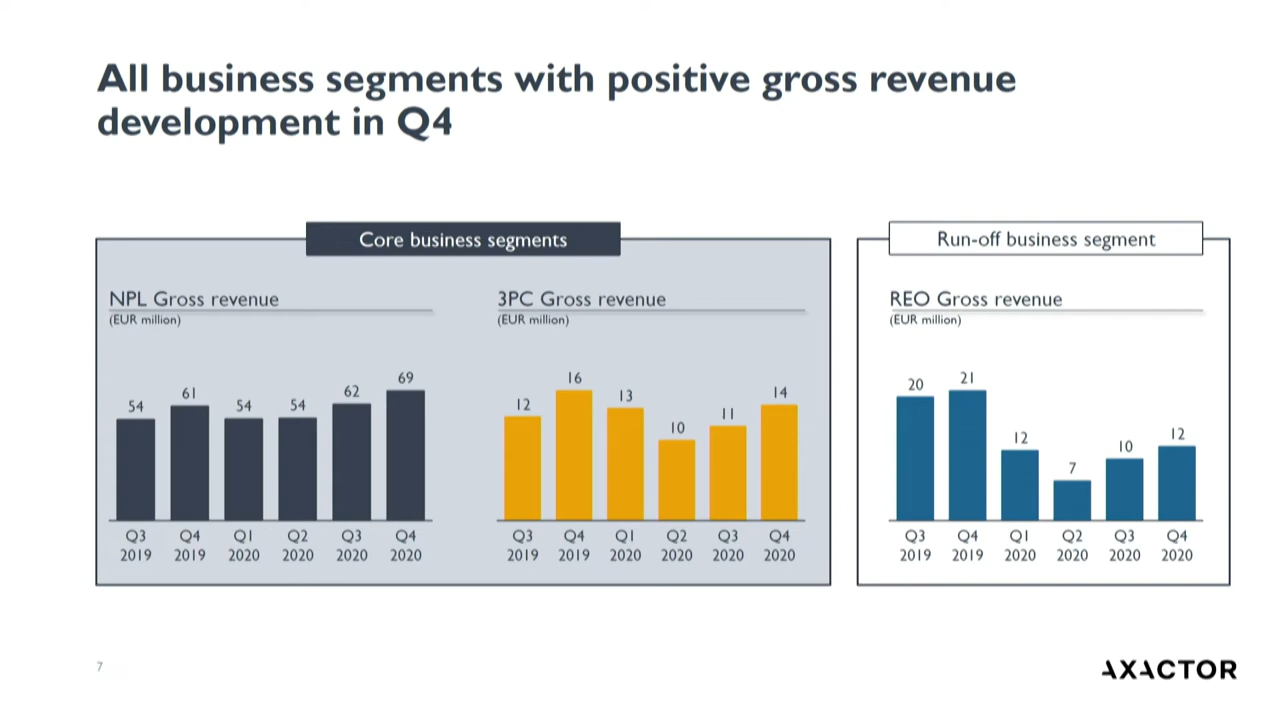 All business segments with positive gross revenue
development in Q4
Core business segments
NPL Gross revenue
(EUR million)
54
61
54
54
62
69
Q3 2019
Q4 2019
Q1 2020
Q2 2020
Q3 2020
Q4 2020
3PC Gross revenue
(EUR million)
12
16
13
10
11
14
Q3 2019
Q4 2019
Q1 2020
Q2 2020
Q3 2020
Q4 2020
Run-off business segment
REO Gross revenue
(EUR million)
20
21
12
7
10
12
Q3 2019
Q4 2019
Q1 2020
Q2 2020
Q3 2020
Q4 2020
7
AXACTOR